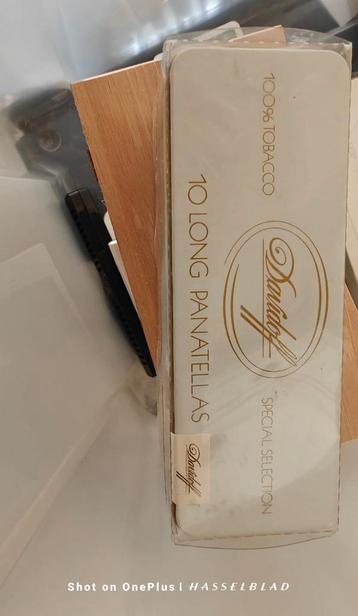 100% TOBACCO
Davidoff
SPECIAL SELECTION
10 LONG PANATELLAS
Davidoff
Shot on OnePlus | HASSELBLAD